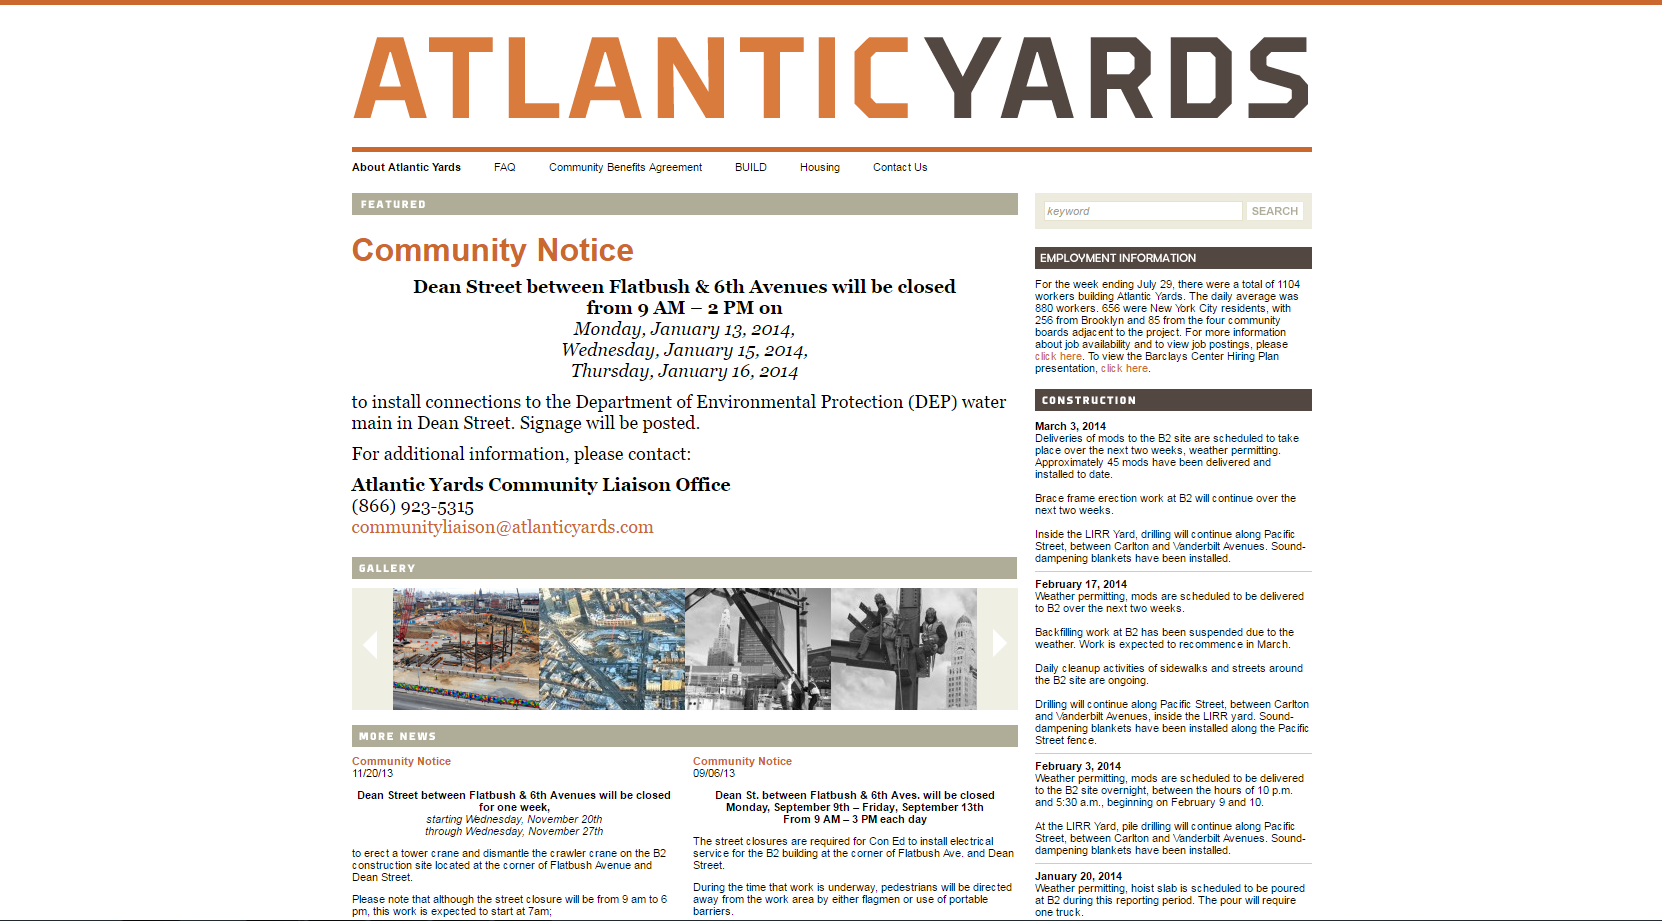 ATLANTICYARDS
About Atlantic Yards FAQ Community Benefits Agreement BUILD Housing Contact Us
FEATURED
Community Notice
Dean Street between Flatbush & 6th Avenues will be closed
from 9 AM – 2 PM on
Monday, January 13, 2014,
Wednesday, January 15, 2014,
Thursday, January 16, 2014
to install connections to the Department of Environmental Protection (DEP) water
main in Dean Street. Signage will be posted.
For additional information, please contact:
Atlantic Yards Community Liaison Office
(866) 923-5315
communityliaison@atlanticyards.com
GALLERY
MORE NEWS
Community Notice
11/20/13
Dean Street between Flatbush & 6th Avenues will be closed
for one week,
starting Wednesday, November 20th
through Wednesday, November 27th
to erect a tower crane and dismantle the crawler crane on the B2
construction site located at the corner of Flatbush Avenue and
Dean Street.
Please note that although the street closure will be from 9 am to 6
pm, this work is expected to start at 7am;
Community Notice
09/06/13
Dean St. between Flatbush & 6th Aves. will be closed
Monday, September 9th – Friday, September 13th
From 9 AM – 3 PM each day
The street closures are required for Con Ed to install electrical
service for the B2 building at the corner of Flatbush Ave. and Dean
Street.
During the time that work is underway, pedestrians will be directed
away from the work area by either flagmen or use of portable
barriers.
keyword SEARCH
EMPLOYMENT INFORMATION
For the week ending July 29, there were a total of 1104
workers building Atlantic Yards. The daily average was
880 workers. 656 were New York City residents, with
256 from Brooklyn and 85 from the four community
boards adjacent to the project. For more information
about job availability and to view job postings, please
click here. To view the Barclays Center Hiring Plan
presentation, click here.
CONSTRUCTION
March 3, 2014
Deliveries of mods to the B2 site are scheduled to take
place over the next two weeks, weather permitting.
Approximately 45 mods have been delivered and
installed to date.
Brace frame erection work at B2 will continue over the
next two weeks.
Inside the LIRR Yard, drilling will continue along Pacific
Street, between Carlton and Vanderbilt Avenues. Sound-
dampening blankets have been installed.
February 17, 2014
Weather permitting, mods are scheduled to be delivered
to B2 over the next two weeks.
Backfilling work at B2 has been suspended due to the
weather. Work is expected to recommence in March.
Daily cleanup activities of sidewalks and streets around
the B2 site are ongoing.
Drilling will continue along Pacific Street, between Carlton
and Vanderbilt Avenues, inside the LIRR yard. Sound-
dampening blankets have been installed along the Pacific
Street fence.
February 3, 2014
Weather permitting, mods are scheduled to be delivered
to the B2 site overnight, between the hours of 10 p.m.
and 5:30 a.m., beginning on February 9 and 10.
At the LIRR Yard, pile drilling will continue along Pacific
Street, between Carlton and Vanderbilt Avenues. Sound-
dampening blankets have been installed.
January 20, 2014
Weather permitting, hoist slab is scheduled to be poured
at B2 during this reporting period. The pour will require
one truck.